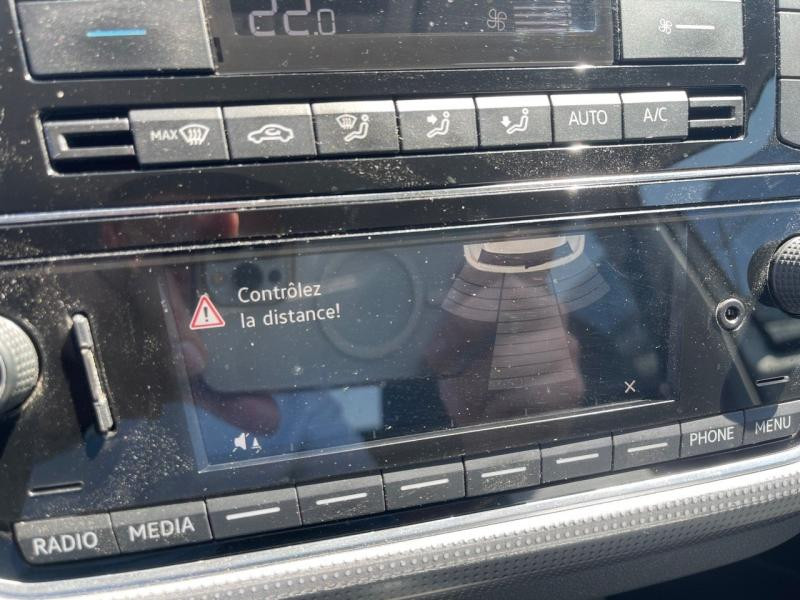 22.0
MAX
AUTO
A/C
Contrôlez
la distance!
PHONE
MENU
RADIO
MEDIA